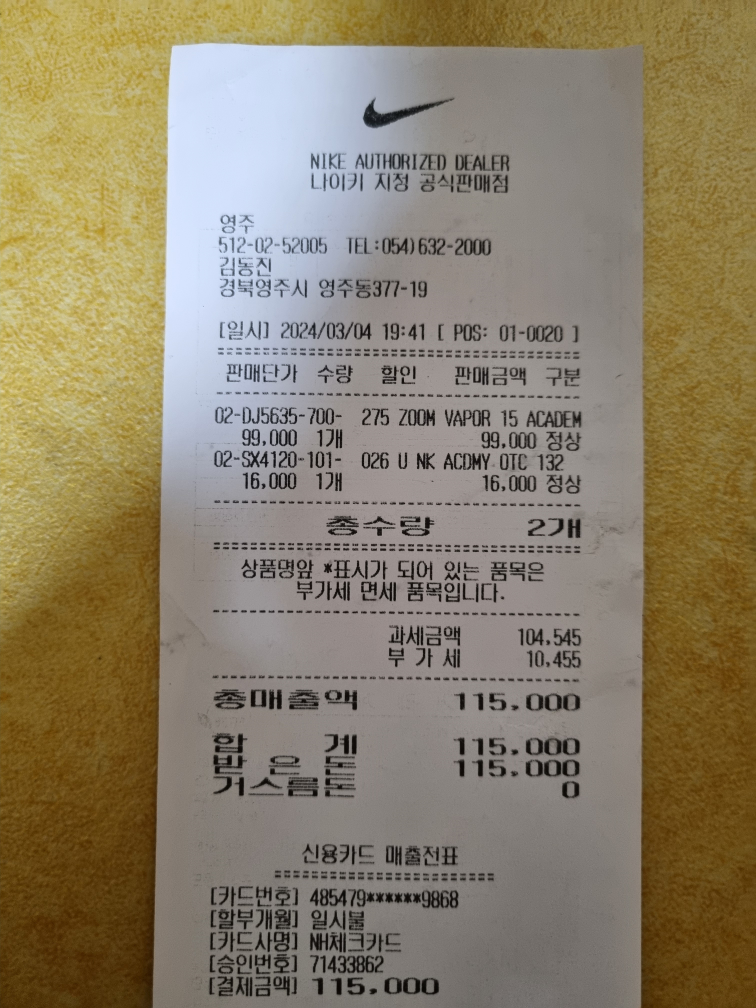 NIKE AUTHORIZED DEALER
나이키 지정 공식판매점
영주
512-02-52005 TEL:054)632-2000
김동진
경북영주시 영주동377-19
[일시] 2024/03/04 19:41 [ POS: 01-0020 ]
판매단가 수량 할인 판매금액 구분
02-DJ5635-700- 275 ZOOM VAPOR 15 ACADEM
99,000 1개 99,000 정상
02-SX4120-101- 026 U NK ACDMY OTC 132
16,000 1개 16,000 정상
총수량 2개
상품명앞 *표시가 되어 있는 품목은
부가세 면세 품목입니다.
과세금액 104,545
부 가 세 10,455
총매출액 115,000
합 계 115,000
받 은 돈 115,000
거스름돈 0
신용카드 매출전표
[카드번호] 485479******9868
[할부개월] 일시불
[카드사명] NH체크카드
[승인번호] 71433862
[결제금액] 115,000